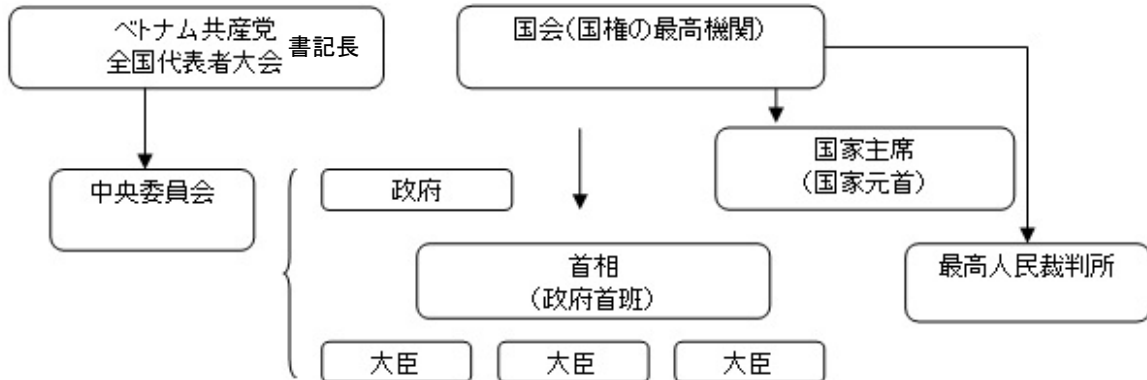 ベトナム共産党
全国代表者大会 書記長
国会(国権の最高機関)
国家主席
(国家元首)
中央委員会
政府
首相
(政府首班)
最高人民裁判所
大臣 大臣 大臣